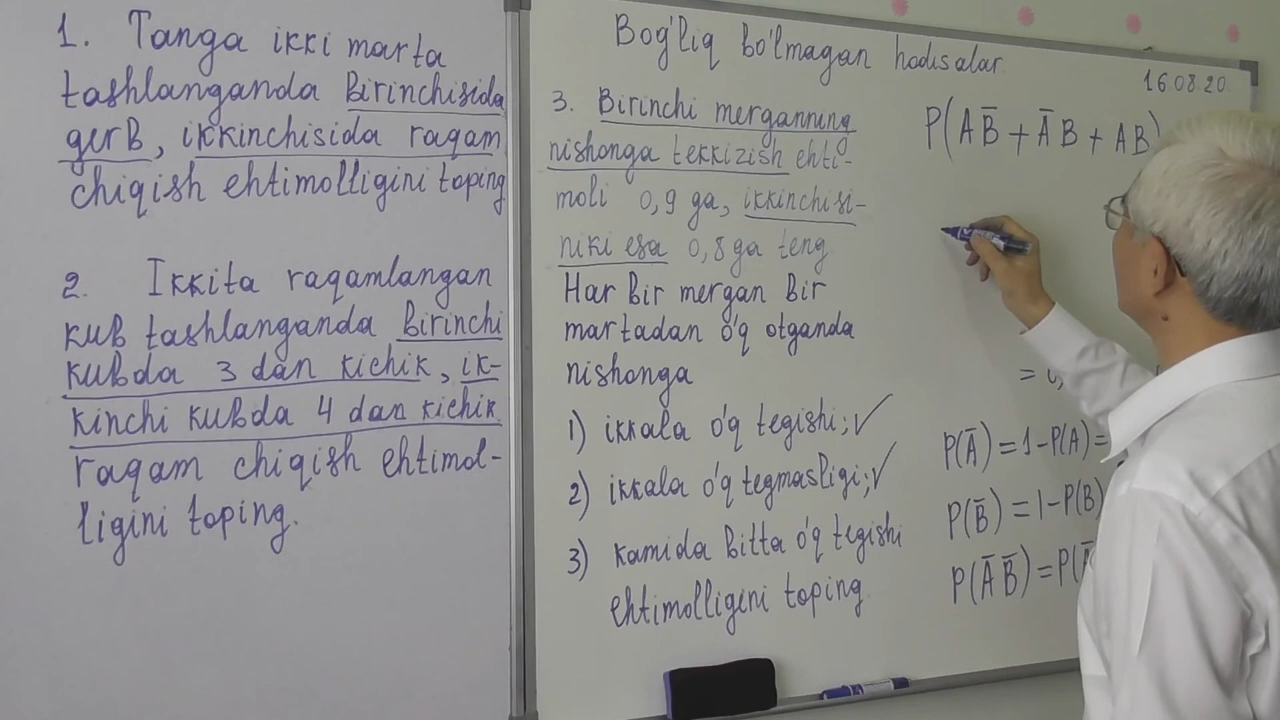 1. Tanga ikki marta
tashlanganda birinchisida
gerb, ikkinchisida raqam
chiqish ehtimolligini toping
2. Ikkita raqamlangan
kub tashlanganda birinchi
kubda 3 dan kichik, ik-
kinchi kubda 4 dan kichik
raqam chiqish ehtimol-
ligini toping.
Bog'liq bo'lmagan hodisalar
16.08.20
3. Birinchi merganning
nishonga tekkizish ehti-
moli 0,9 ga, ikkinchisi-
niki esa 0,8 ga teng
Har bir mergan bir
martadan o'q otganda
nishonga
1) ikkala o'q tegishi; ✓
2) ikkala o'q tegmasligi; ✓
3) kamida bitta o'q tegishi
ehtimolligini toping
P(AB̅ + A̅B + AB)
= 0,
P(A̅) = 1-P(A) =
P(B̅) = 1-P(B)
P(A̅ B̅) = P(A̅